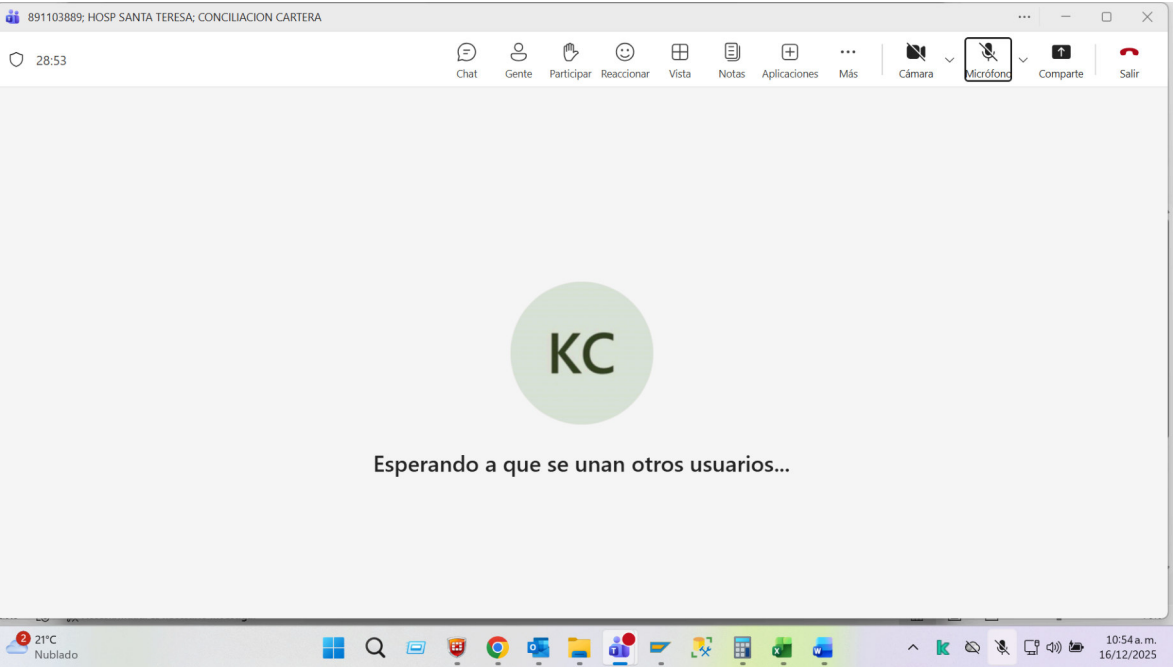 891103889; HOSP SANTA TERESA; CONCILIACION CARTERA
28:53
Chat
Gente
Participar
Reaccionar
Vista
Notas
Aplicaciones
Más
Cámara
Micrófono
Comparte
Salir
KC
Esperando a que se unan otros usuarios...
2
21°C
Nublado
10:54 a. m.
16/12/2025